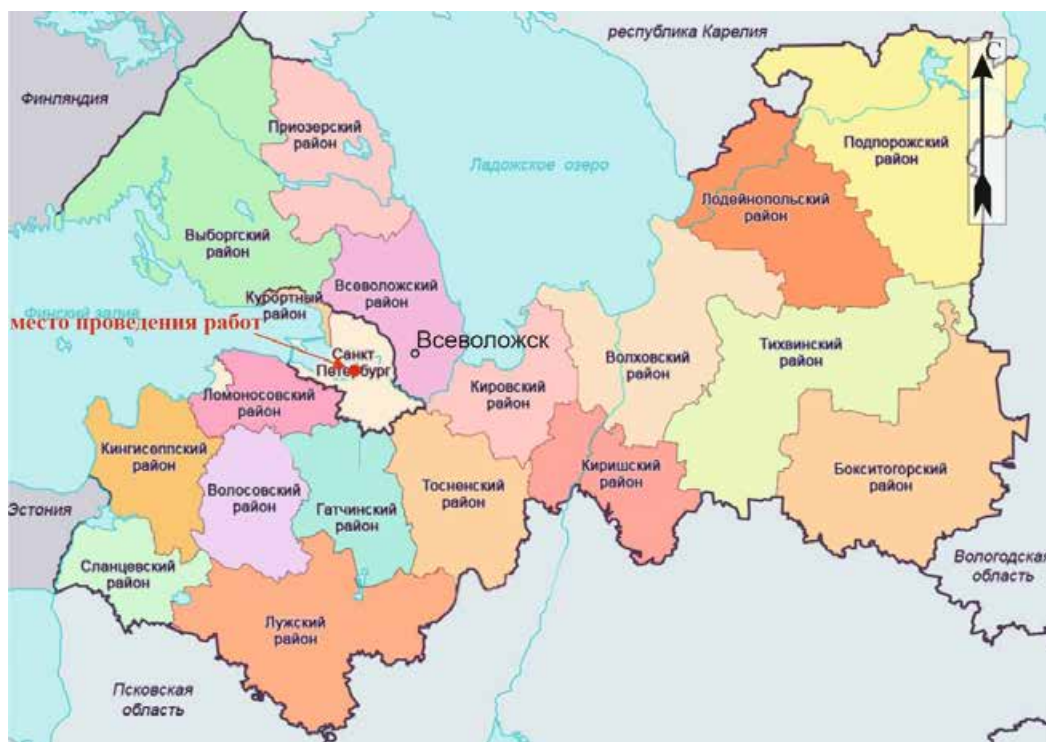 республика Карелия
С
Финляндия
Приозерский
район
Подпорожский
район
Ладожское озеро
Лодейнопольский
район
Выборгский
район
Всеволожский
район
Курортный
район
Финский залив
место проведения работ
Всеволожск
Санкт
Петербург
Волховский
район
Тихвинский
район
Кировский
район
Ломоносовский
район
Кингисеппский
район
Киришский
район
Бокситогорский
район
Волосовский
район
Тосненский
район
Гатчинский
район
Эстония
Сланцевский
район
Вологодская
область
Лужский
район
Псковская
область